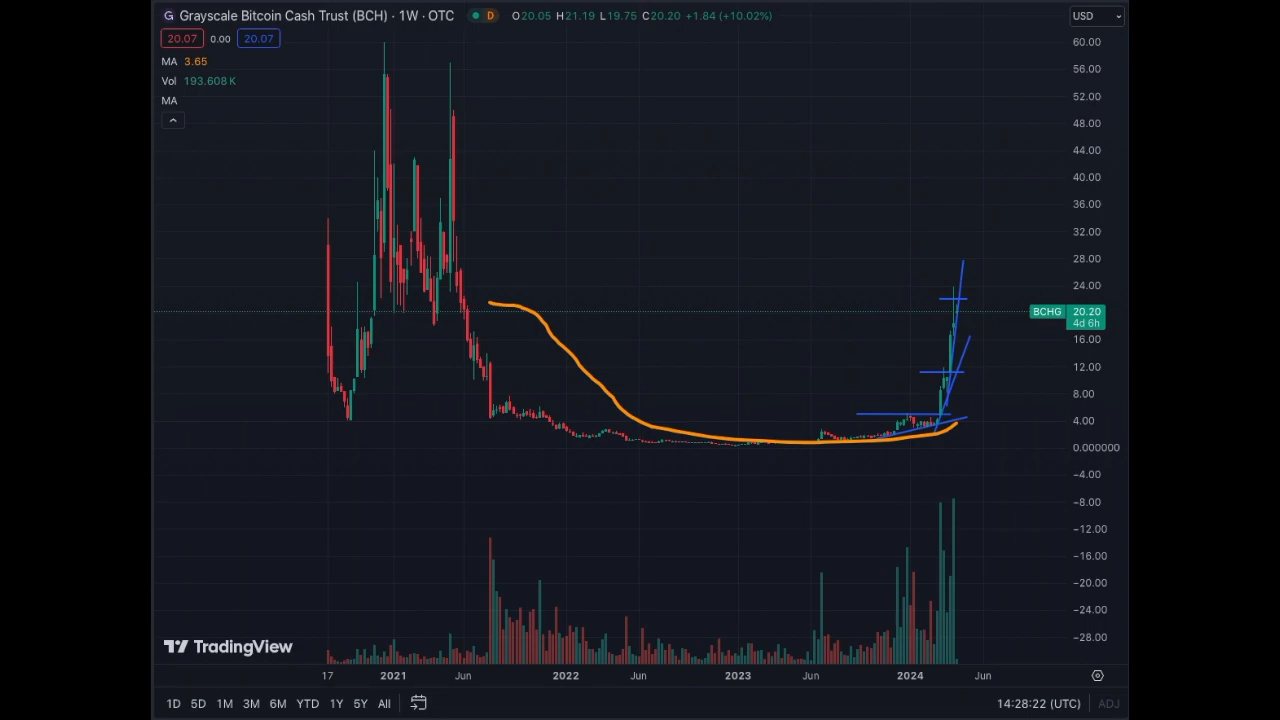 G Grayscale Bitcoin Cash Trust (BCH) · 1W · OTC D O20.05 H21.19 L19.75 C20.20 +1.84 (+10.02%) USD
20.07 0.00 20.07
MA 3.65
Vol 193.608K
MA
60.00
56.00
52.00
48.00
44.00
40.00
36.00
32.00
28.00
24.00
BCHG 20.20
4d 6h
16.00
12.00
8.00
4.00
0.000000
−4.00
−8.00
−12.00
−16.00
−20.00
−24.00
−28.00
TradingView
17 2021 Jun 2022 Jun 2023 Jun 2024 Jun
1D 5D 1M 3M 6M YTD 1Y 5Y All 14:28:22 (UTC) ADJ